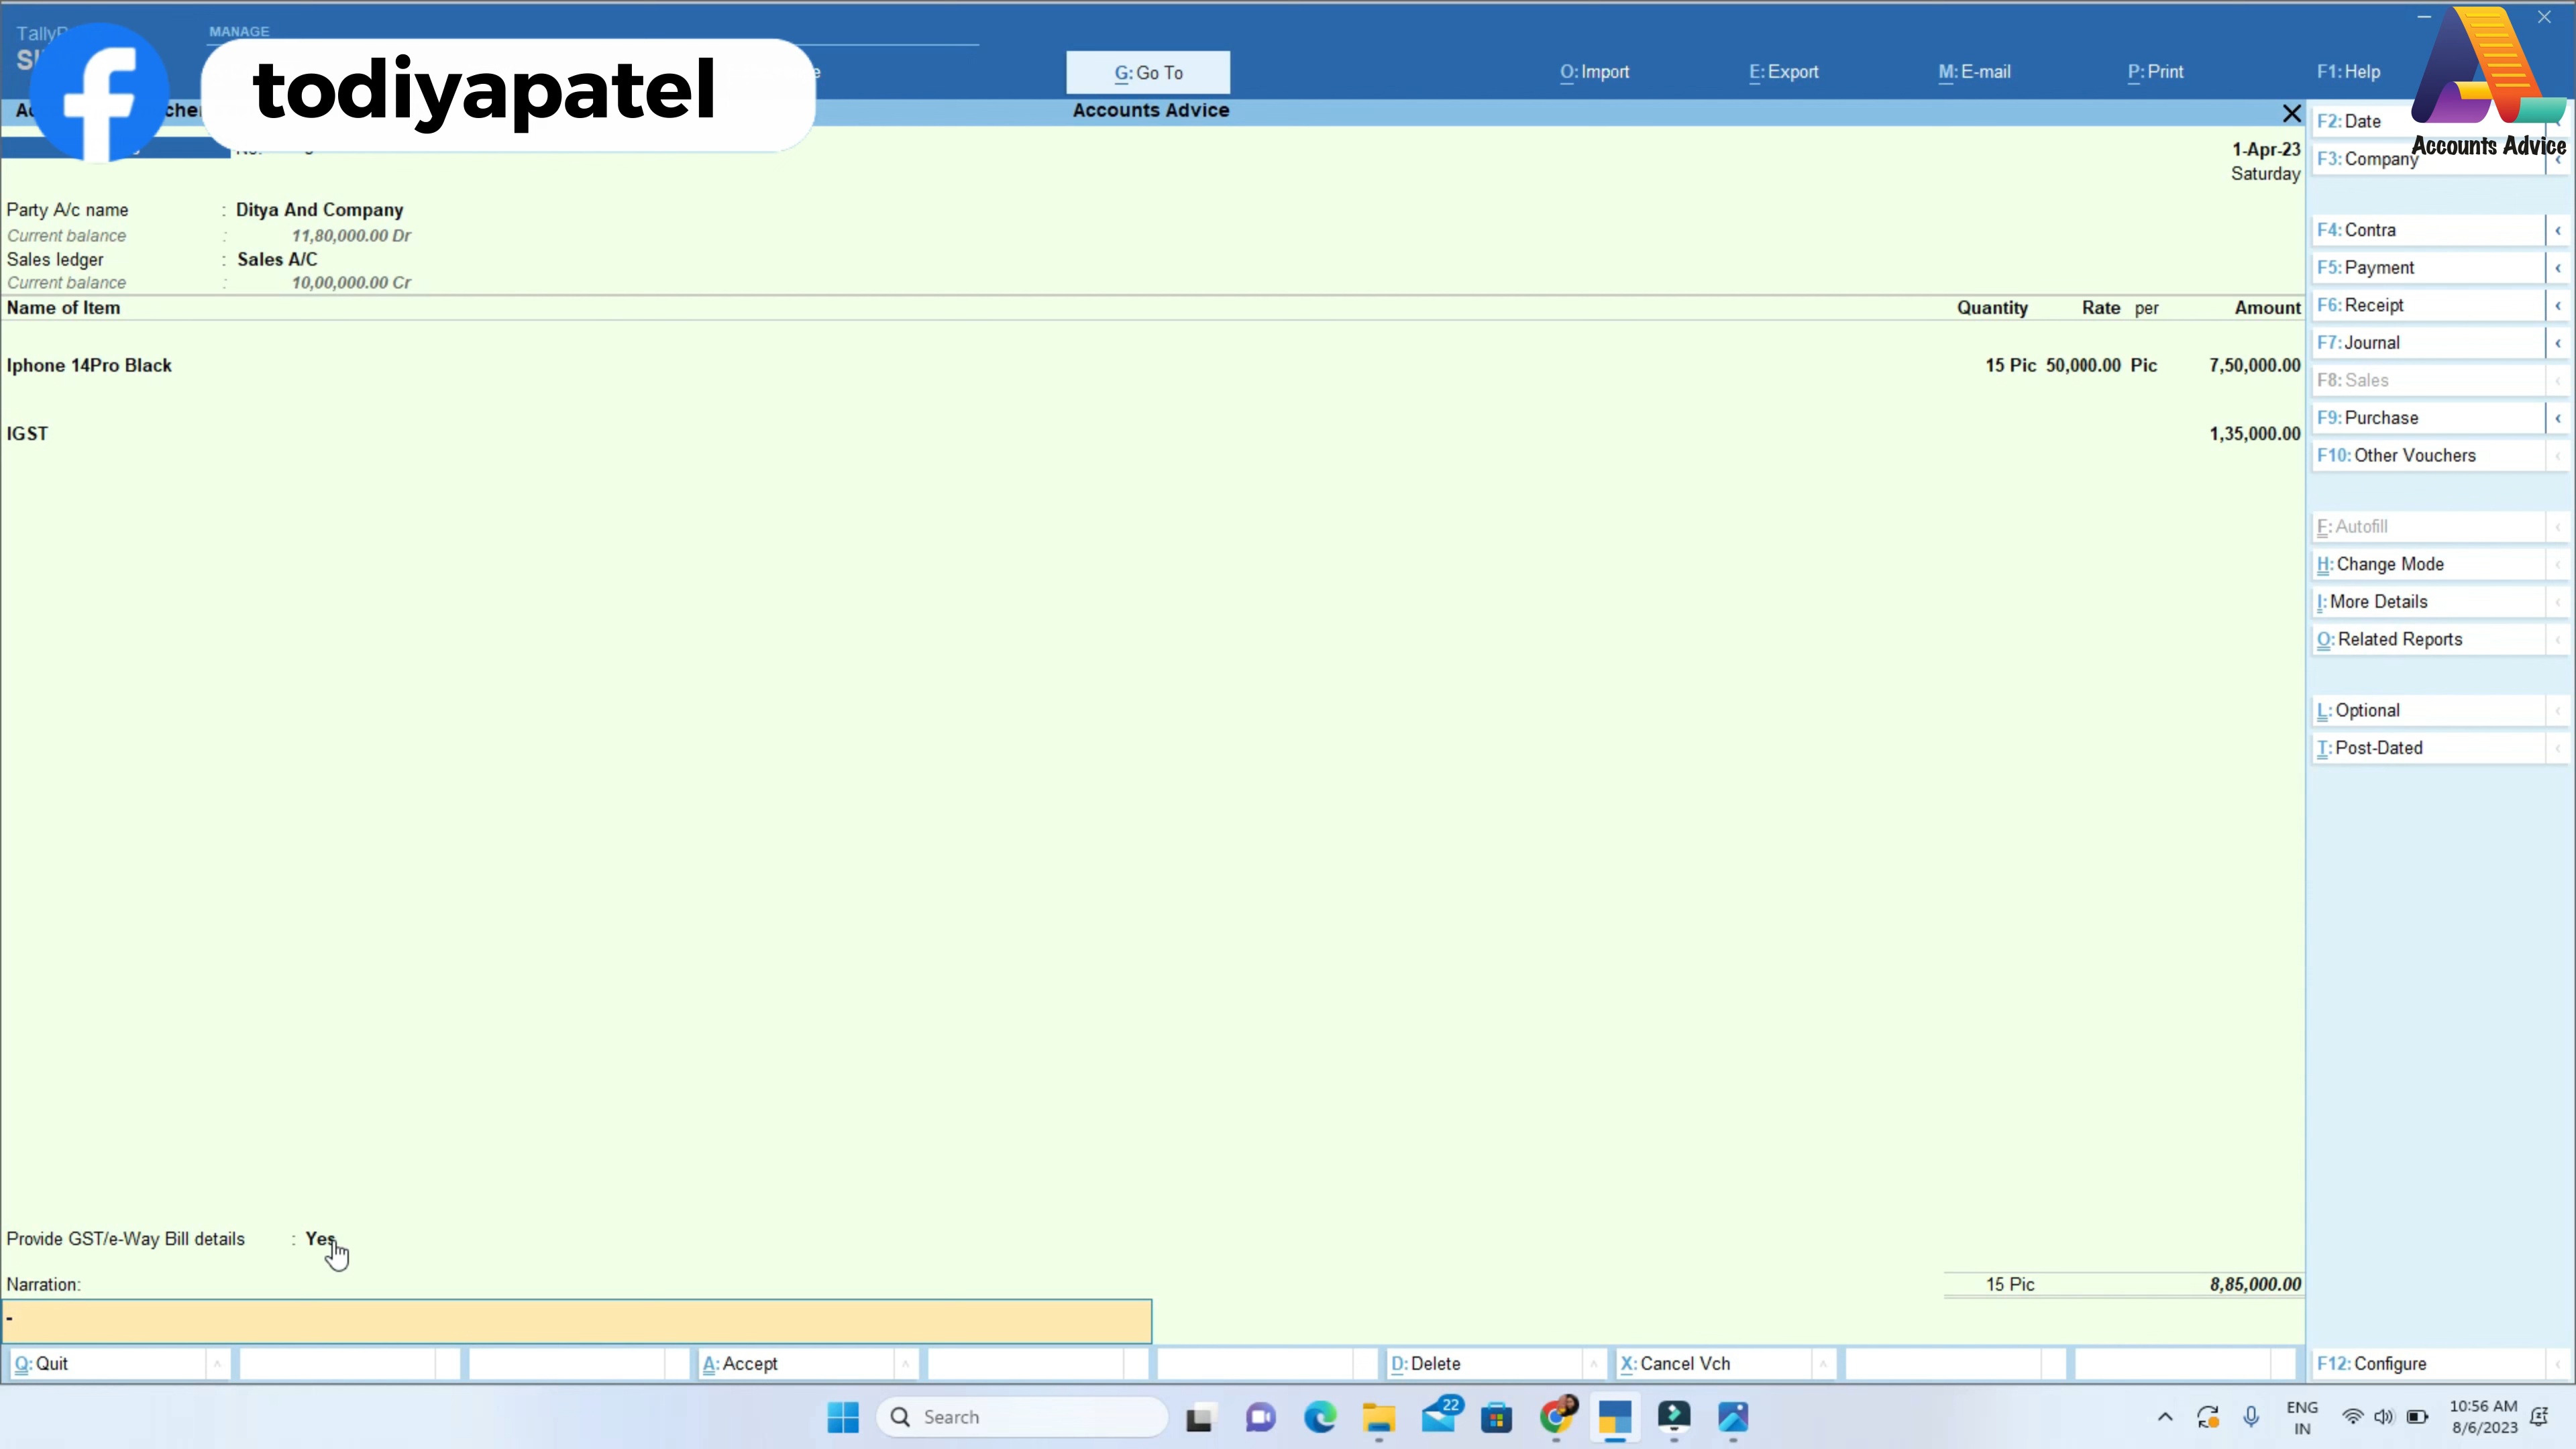 MANAGE
todiyapatel
G: Go To
O: Import
E: Export
M: E-mail
P: Print
F1: Help
Accounts Advice
Accounts Advice
1-Apr-23
Saturday
Party A/c name : Ditya And Company
Current balance : 11,80,000.00 Dr
Sales ledger : Sales A/C
Current balance : 10,00,000.00 Cr
Name of Item Quantity Rate per Amount
Iphone 14Pro Black 15 Pic 50,000.00 Pic 7,50,000.00
IGST 1,35,000.00
Provide GST/e-Way Bill details : Yes
Narration:
15 Pic 8,85,000.00
F2: Date
F3: Company
F4: Contra
F5: Payment
F6: Receipt
F7: Journal
F8: Sales
F9: Purchase
F10: Other Vouchers
F: Autofill
H: Change Mode
I: More Details
O: Related Reports
L: Optional
T: Post-Dated
F12: Configure
Q: Quit
A: Accept
D: Delete
X: Cancel Vch
Search
22
ENG
IN
10:56 AM
8/6/2023